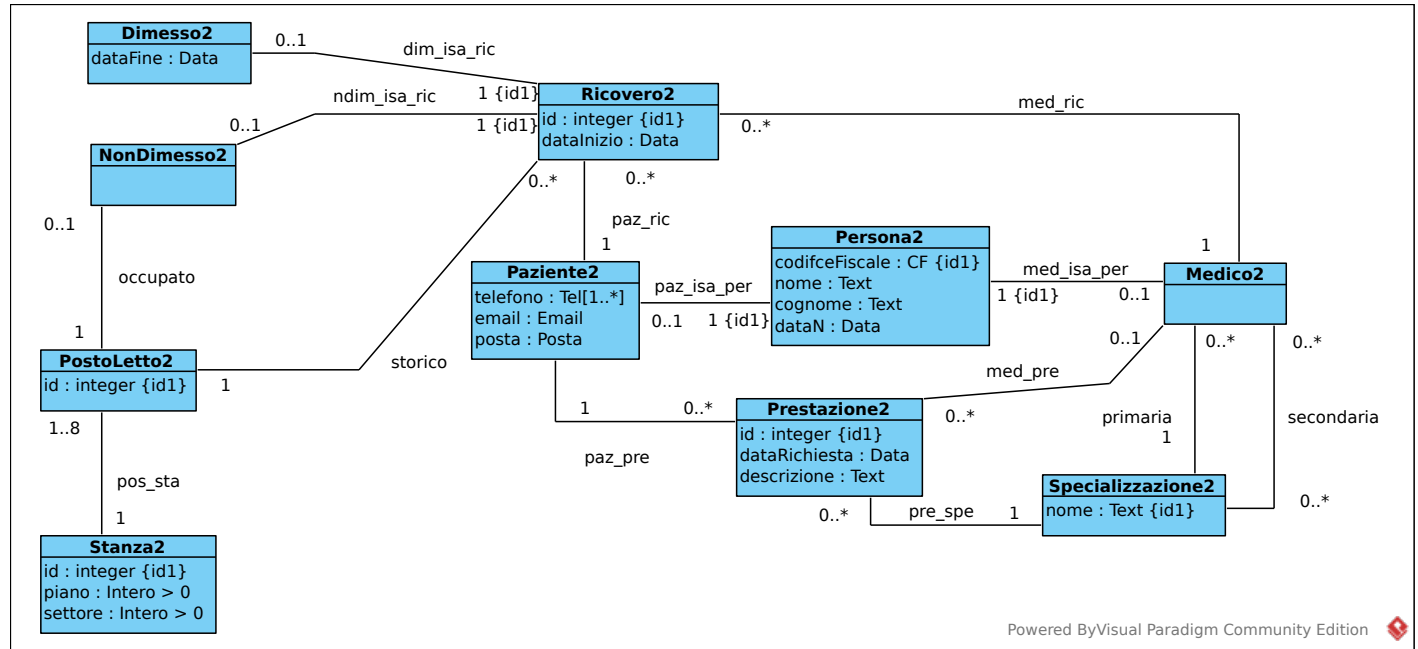 Dimesso2
dataFine : Data
0..1
dim_isa_ric
ndim_isa_ric
1 {id1}
Ricovero2
id : integer {id1}
dataInizio : Data
med_ric
0..1
1 {id1}
0..*
NonDimesso2
0..*
0..*
0..1
paz_ric
1
1
occupato
Persona2
codifceFiscale : CF {id1}
nome : Text
cognome : Text
dataN : Data
Paziente2
telefono : Tel[1..*]
email : Email
posta : Posta
paz_isa_per
0..1
1 {id1}
med_isa_per
1 {id1}
0..1
Medico2
1
PostoLetto2
id : integer {id1}
1
storico
0..1
0..*
0..*
med_pre
1..8
1
0..*
Prestazione2
id : integer {id1}
dataRichiesta : Data
descrizione : Text
0..*
primaria
1
secondaria
paz_pre
pos_sta
Specializzazione2
nome : Text {id1}
0..*
1
0..*
pre_spe
1
Stanza2
id : integer {id1}
piano : Intero > 0
settore : Intero > 0
Powered ByVisual Paradigm Community Edition